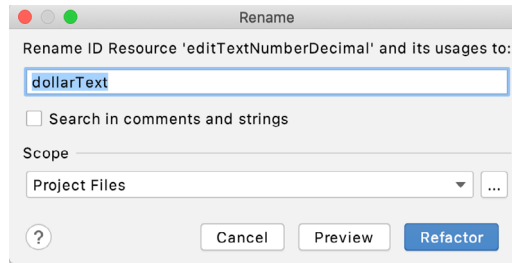 Rename
Rename ID Resource 'editTextNumberDecimal' and its usages to:
dollarText
Search in comments and strings
Scope
Project Files
...
?
Cancel Preview Refactor